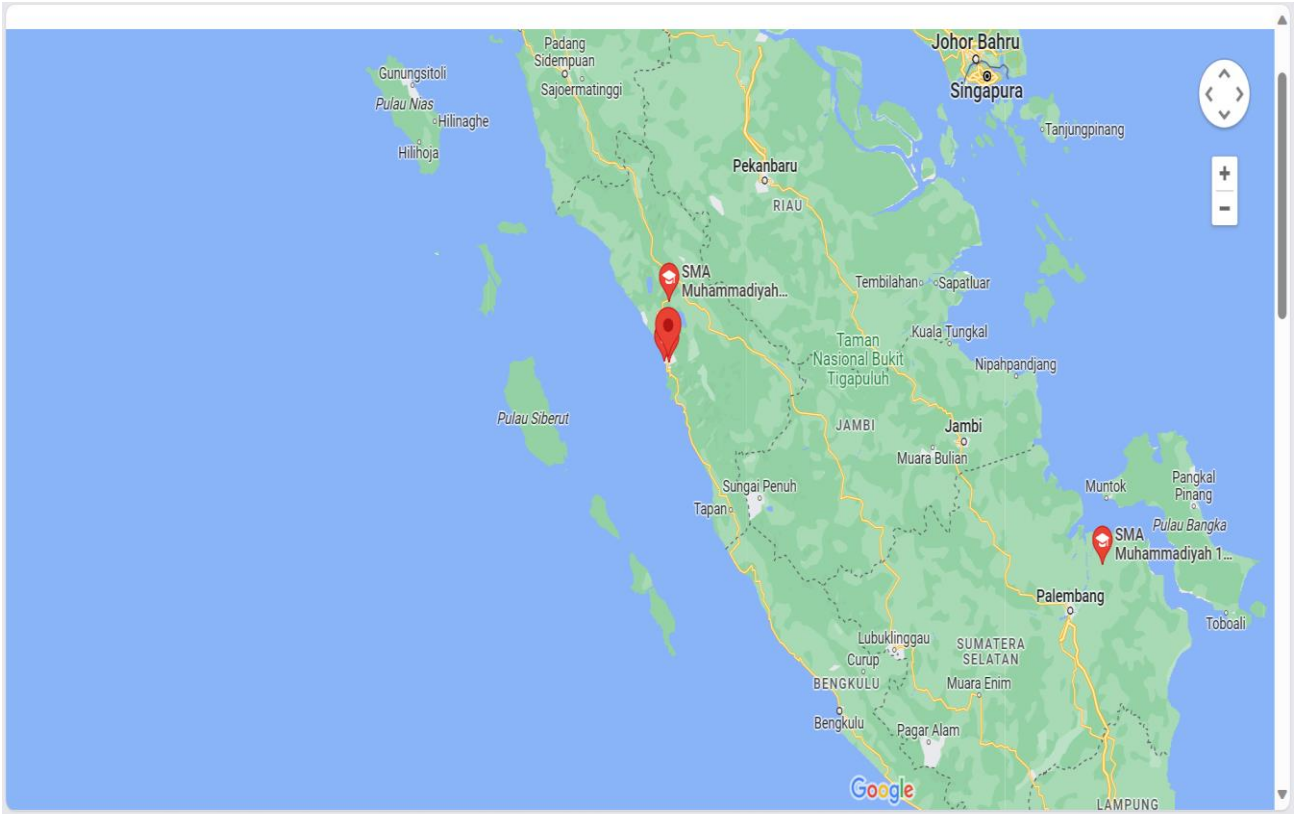 Johor Bahru
Padang
Sidempuan
Gunungsitoli
Sajoermatinggi
Singapura
Pulau Nias
Hilinaghe
Tanjungpinang
Hilihoja
Pekanbaru
RIAU
SMA
Muhammadiyah...
Tembilahan
Sapatluar
Kuala Tungkal
Taman
Nasional Bukit
Tigapuluh
Nipahpandjang
Pulau Siberut
JAMBI
Jambi
Muara Bulian
Sungai Penuh
Muntok
Pangkal
Pinang
Tapan
Pulau Bangka
SMA
Muhammadiyah 1...
Palembang
Toboali
Lubuklinggau
SUMATERA
SELATAN
Curup
BENGKULU
Muara Enim
Bengkulu
Pagar Alam
Google
LAMPUNG